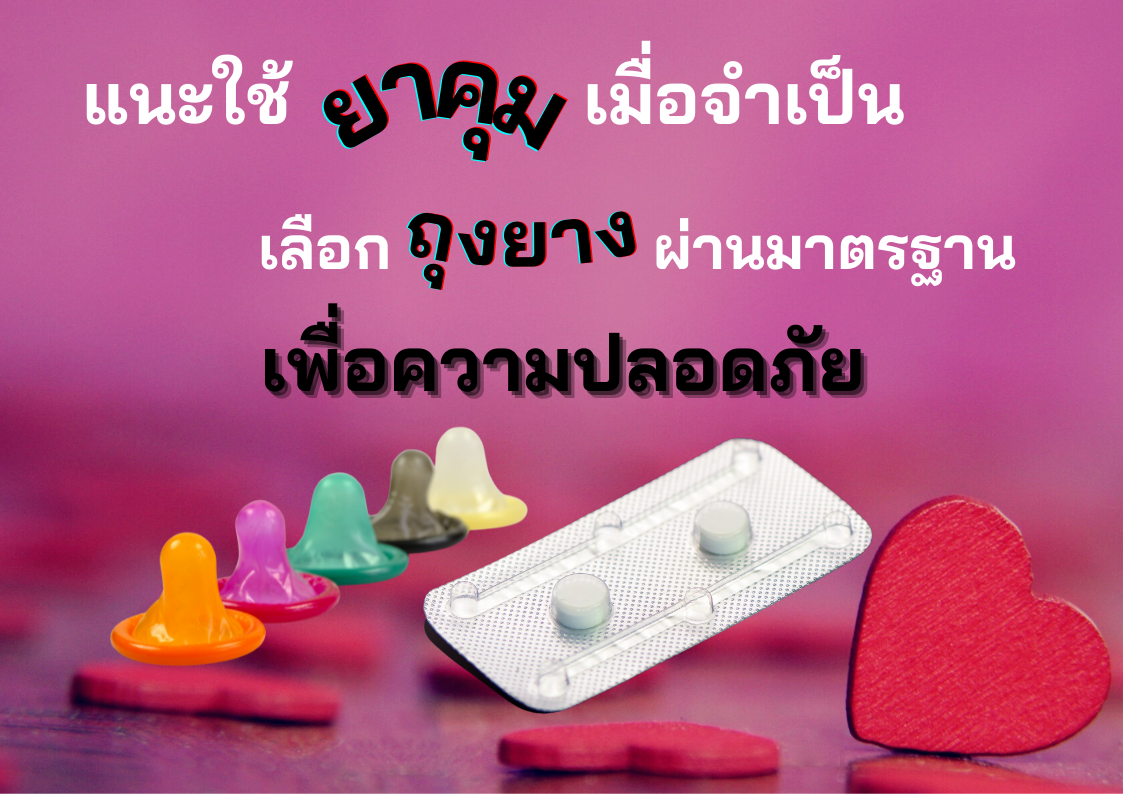 แนะใช้ ยาคุม เมื่อจำเป็น
เลือก ถุงยาง ผ่านมาตรฐาน
เพื่อความปลอดภัย